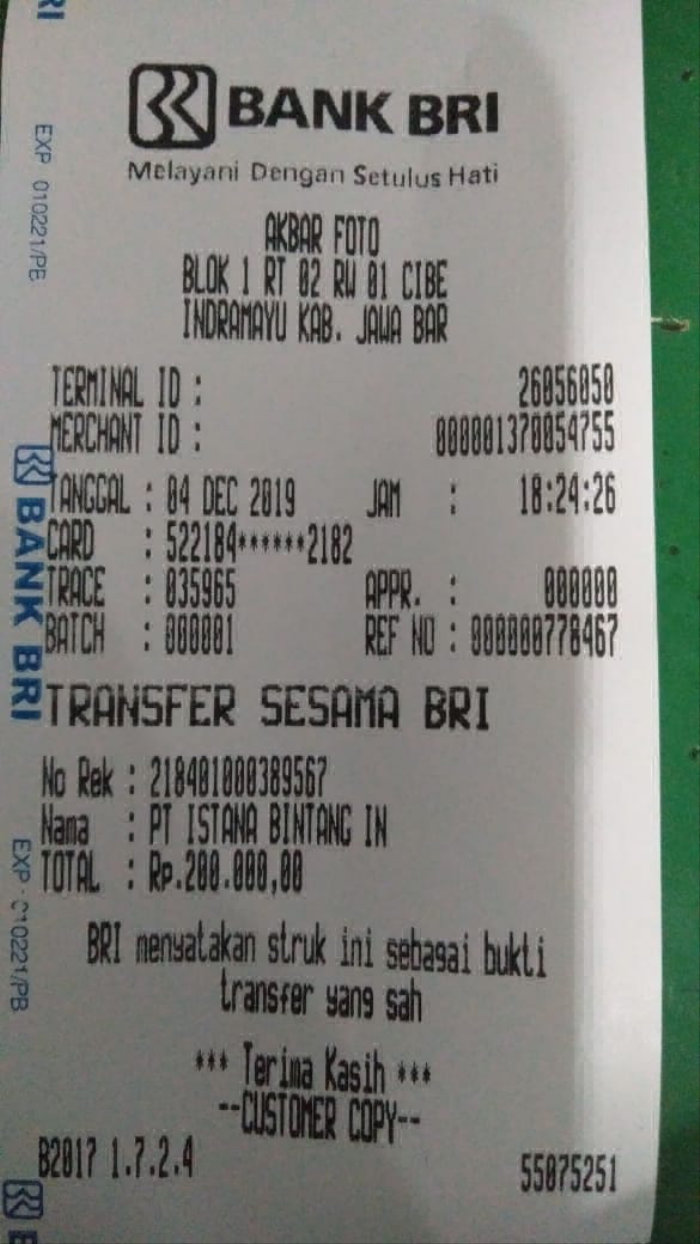 BANK BRI
Melayani Dengan Setulus Hati
AKBAR FOTO
BLOK 1 RT 02 RW 01 CIBE
INDRAMAYU KAB. JAWA BAR
TERMINAL ID : 26056050
MERCHANT ID : 000001370054755
TANGGAL : 04 DEC 2019 JAM : 18:24:26
CARD : 522184******2182
TRACE : 035965 APPR. : 000000
BATCH : 000001 REF NO : 000000778467
TRANSFER SESAMA BRI
No Rek : 218401000389567
Nama : PT ISTANA BINTANG IN
TOTAL : Rp.200.000,00
BRI menyatakan struk ini sebagai bukti
transfer yang sah
*** Terima Kasih ***
--CUSTOMER COPY--
B2017 1.7.2.4 55075251
RI
EXP 010221/PB
BANK BRI
EXP - 010221/PB